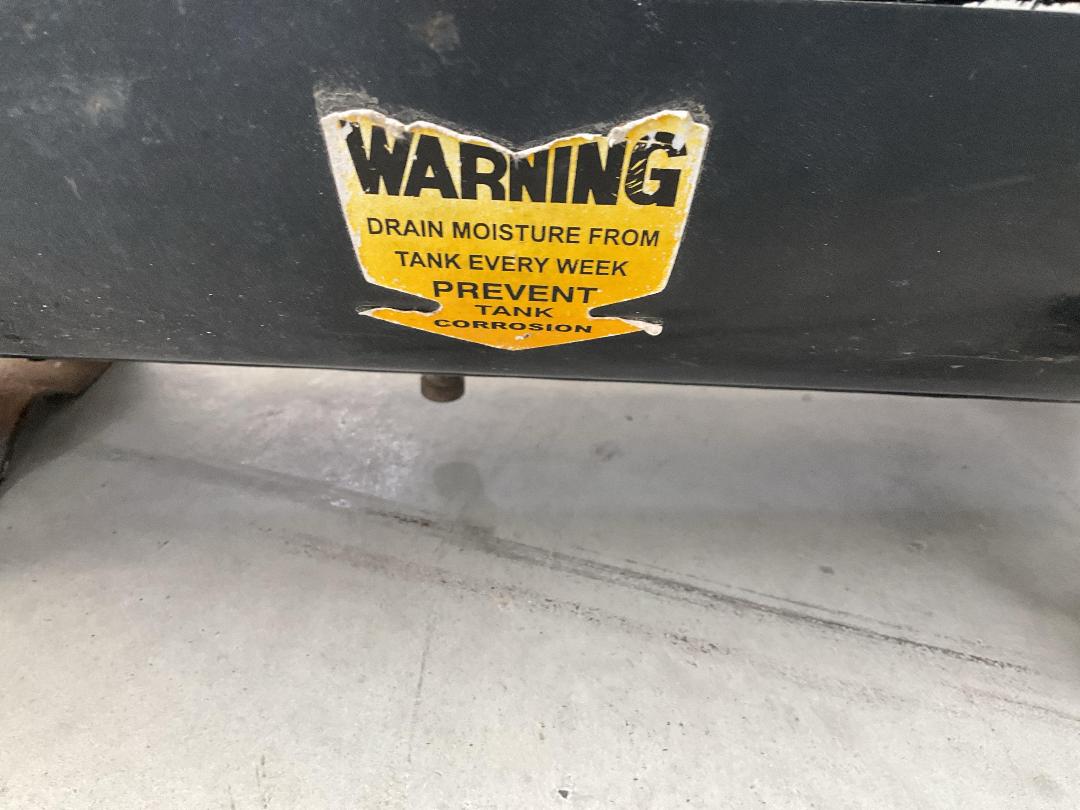 WARNING
DRAIN MOISTURE FROM
TANK EVERY WEEK
PREVENT
TANK
CORROSION